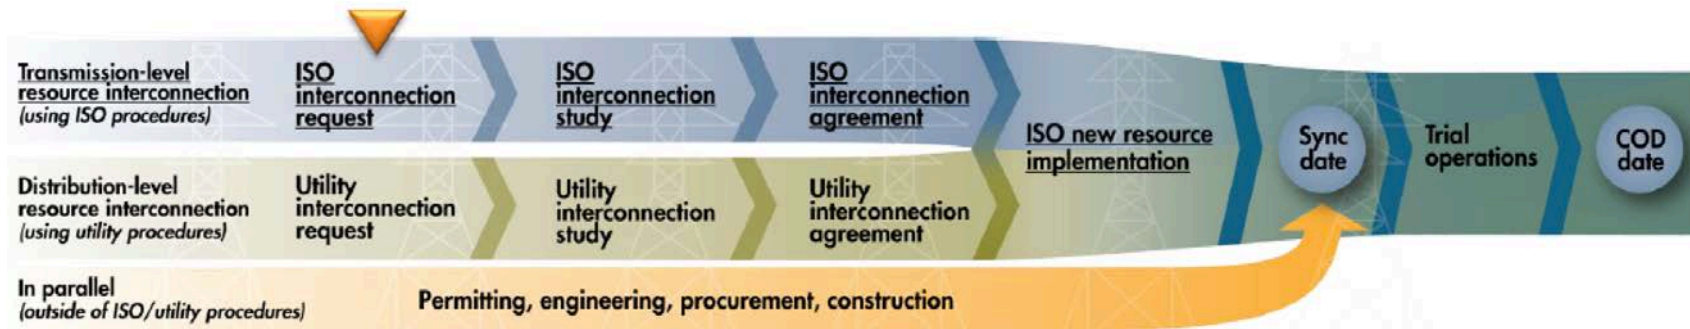 Transmission-level
resource interconnection
(using ISO procedures)
ISO
interconnection
request
ISO
interconnection
study
ISO
interconnection
agreement
Distribution-level
resource interconnection
(using utility procedures)
Utility
interconnection
request
Utility
interconnection
study
Utility
interconnection
agreement
ISO new resource
implementation
Sync
date
Trial
operations
COD
date
In parallel
(outside of ISO/utility procedures)
Permitting, engineering, procurement, construction